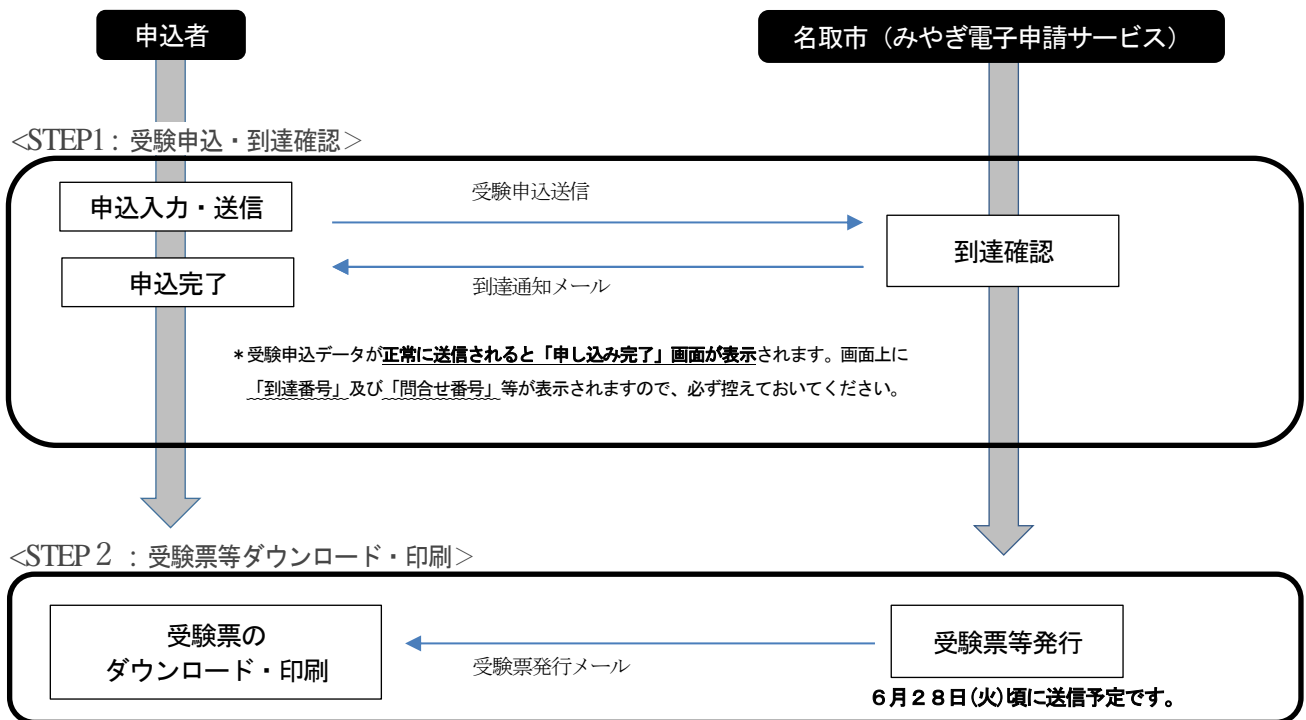 申込者
名取市（みやぎ電子申請サービス）
<STEP1：受験申込・到達確認＞
申込入力・送信
受験申込送信
到達確認
申込完了
到達通知メール
＊受験申込データが正常に送信されると「申し込み完了」画面が表示されます。画面上に
「到達番号」及び「問合せ番号」等が表示されますので、必ず控えておいてください。
<STEP２：受験票等ダウンロード・印刷＞
受験票の
ダウンロード・印刷
受験票発行メール
受験票等発行
６月２８日(火)頃に送信予定です。